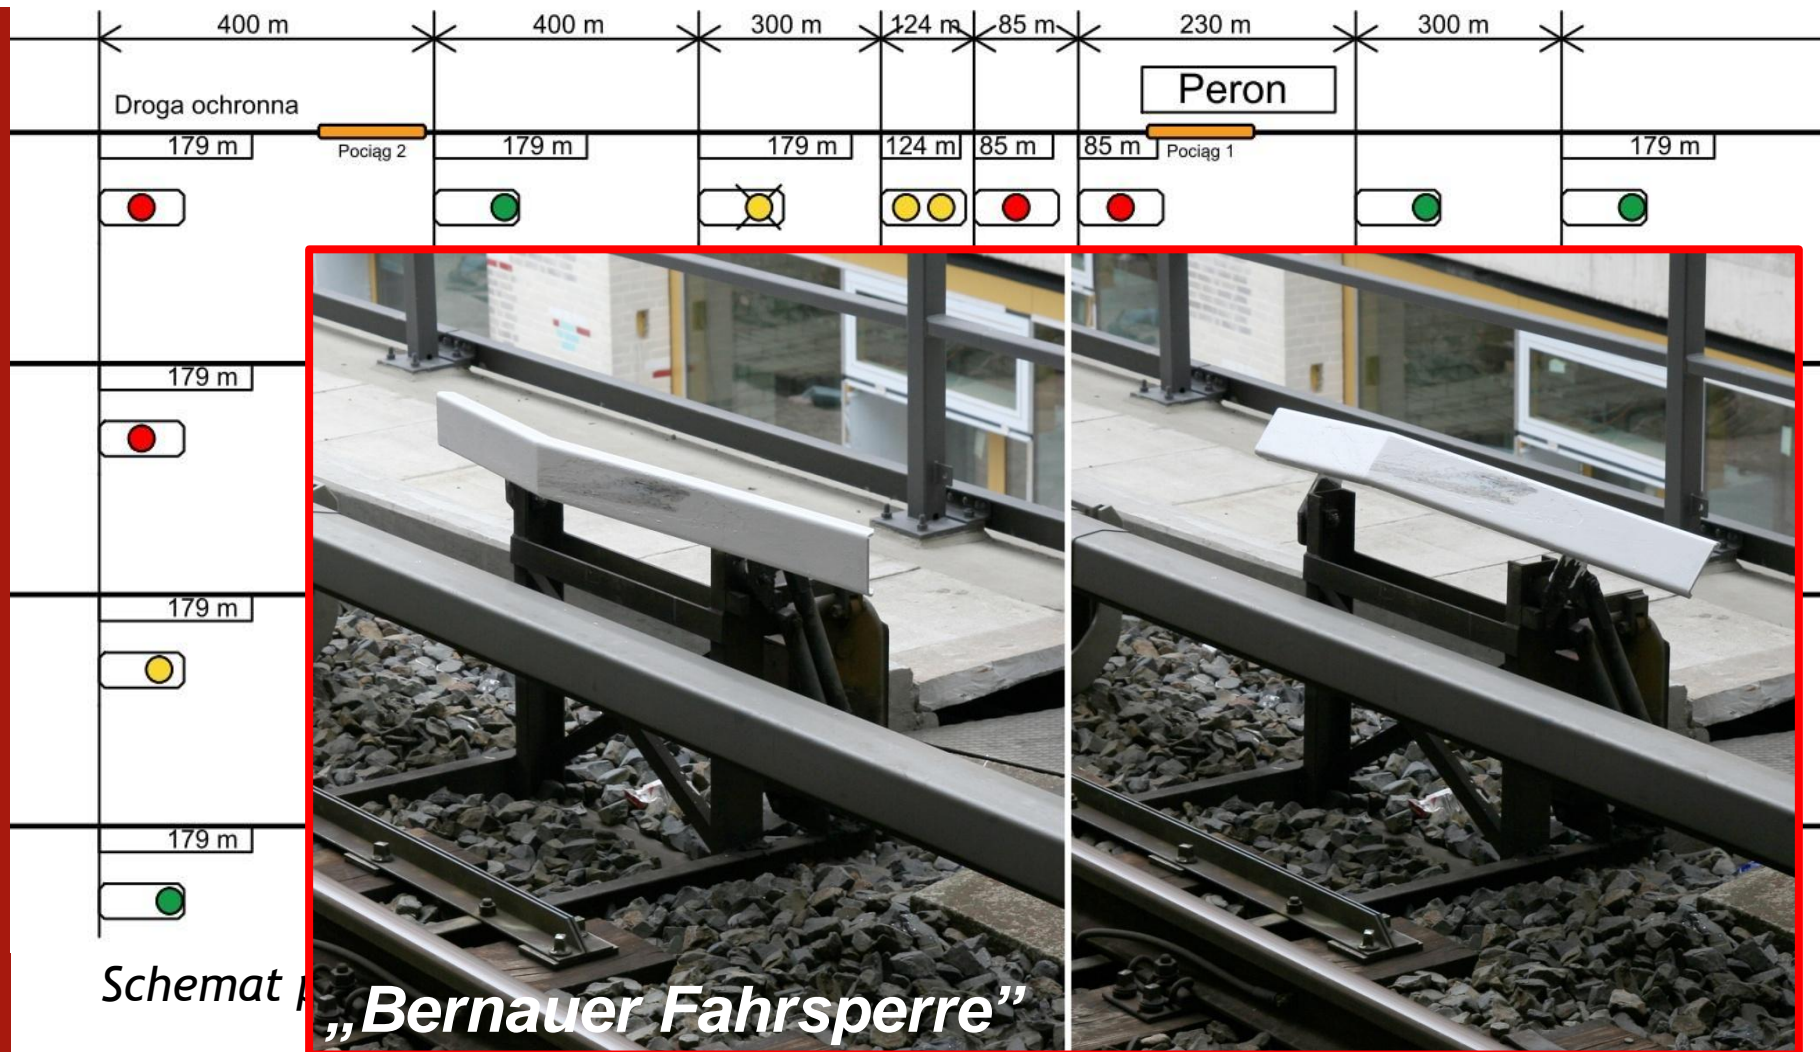 400 m 400 m 300 m 124 m 85 m 230 m 300 m
Peron
Droga ochronna
179 m Pociąg 2 179 m 179 m 124 m 85 m 85 m Pociąg 1 179 m
179 m
179 m
179 m
Schemat
„Bernauer Fahrsperre”